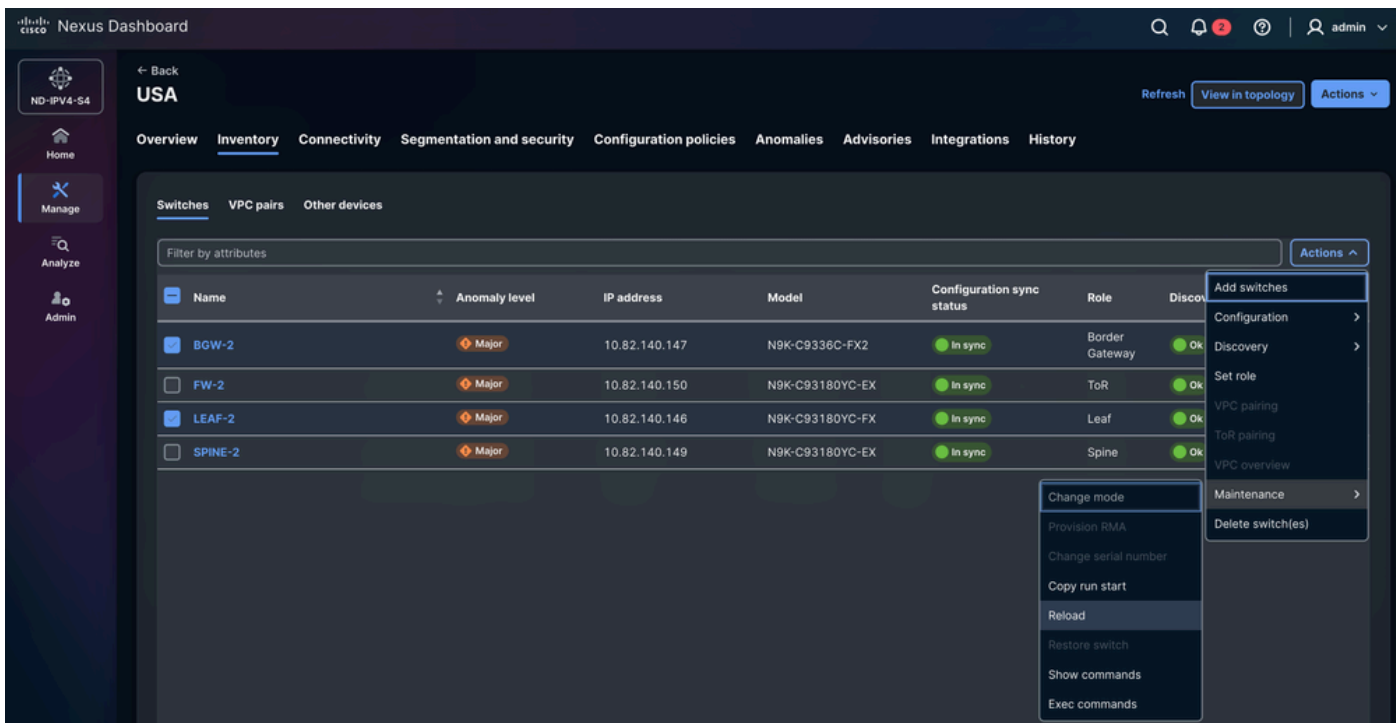 cisco Nexus Dashboard
2
admin
ND-IPV4-S4
Home
Manage
Analyze
Admin
← Back
USA
Refresh
View in topology
Actions
Overview Inventory Connectivity Segmentation and security Configuration policies Anomalies Advisories Integrations History
Switches VPC pairs Other devices
Filter by attributes
Actions
Name Anomaly level IP address Model Configuration sync status Role Discov
BGW-2 Major 10.82.140.147 N9K-C9336C-FX2 In sync Border Gateway Ok
FW-2 Major 10.82.140.150 N9K-C93180YC-EX In sync ToR Ok
LEAF-2 Major 10.82.140.146 N9K-C93180YC-FX In sync Leaf Ok
SPINE-2 Major 10.82.140.149 N9K-C93180YC-EX In sync Spine Ok
Add switches
Configuration
Discovery
Set role
VPC pairing
ToR pairing
VPC overview
Maintenance
Delete switch(es)
Change mode
Provision RMA
Change serial number
Copy run start
Reload
Restore switch
Show commands
Exec commands